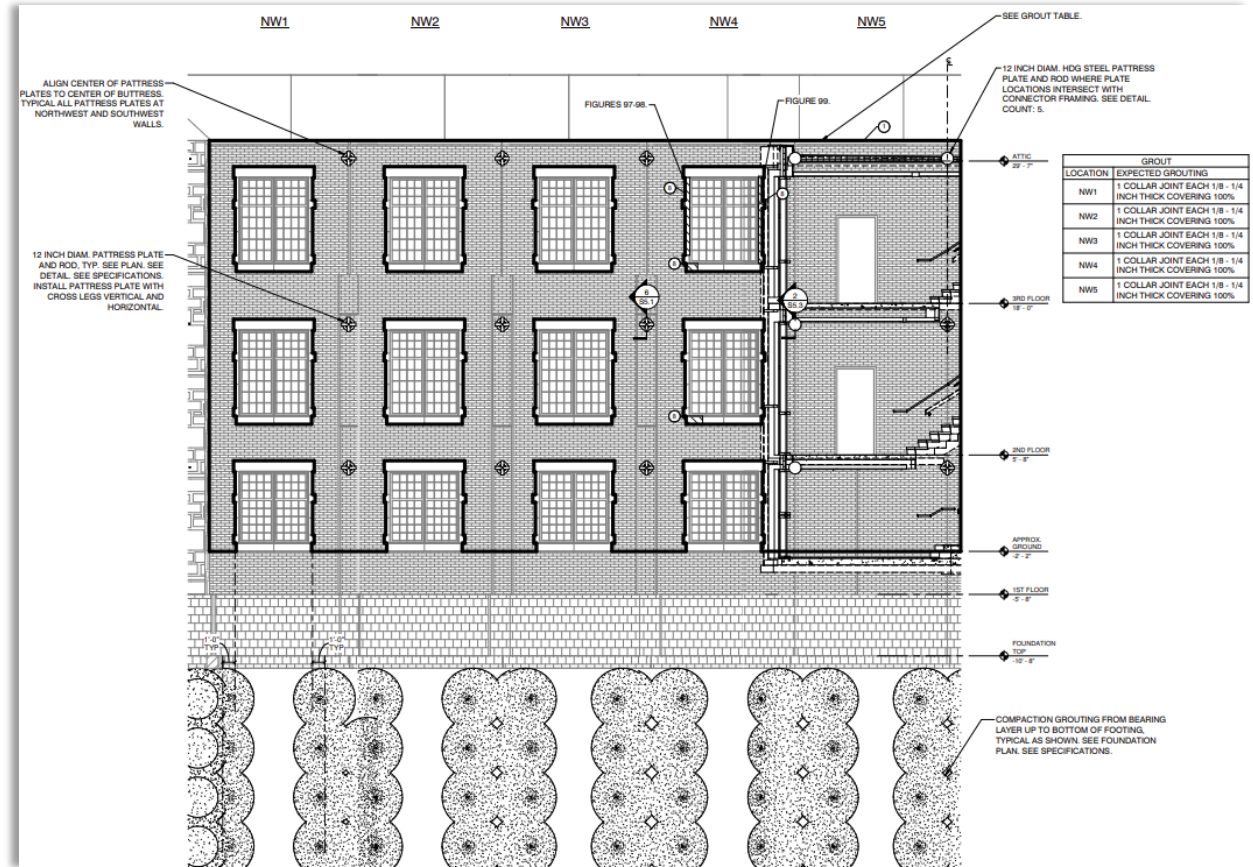 NW1
NW2
NW3
NW4
NW5
SEE GROUT TABLE.
12 INCH DIAM. HDG STEEL PATTRESS
PLATE AND ROD WHERE PLATE
LOCATIONS INTERSECT WITH
CONNECTOR FRAMING. SEE DETAIL.
COUNT: 5.
ALIGN CENTER OF PATTRESS
PLATES TO CENTER OF BUTTRESS.
TYPICAL ALL PATTRESS PLATES AT
NORTHWEST AND SOUTHWEST
WALLS.
FIGURES 97-98.
FIGURE 99.
1
ATTIC
29' - 7"
GROUT
LOCATION EXPECTED GROUTING
NW1 1 COLLAR JOINT EACH 1/8 - 1/4
INCH THICK COVERING 100%
NW2 1 COLLAR JOINT EACH 1/8 - 1/4
INCH THICK COVERING 100%
NW3 1 COLLAR JOINT EACH 1/8 - 1/4
INCH THICK COVERING 100%
NW4 1 COLLAR JOINT EACH 1/8 - 1/4
INCH THICK COVERING 100%
NW5 1 COLLAR JOINT EACH 1/8 - 1/4
INCH THICK COVERING 100%
12 INCH DIAM. PATTRESS PLATE
AND ROD, TYP. SEE PLAN. SEE
DETAIL. SEE SPECIFICATIONS.
INSTALL PATTRESS PLATE WITH
CROSS LEGS VERTICAL AND
HORIZONTAL.
6
S5.1
2
S5.3
3RD FLOOR
18' - 0"
2ND FLOOR
5' - 8"
APPROX.
GROUND
-2' - 2"
1ST FLOOR
-5' - 8"
FOUNDATION
TOP
-10' - 8"
1'-0"
TYP
1'-0"
TYP
COMPACTION GROUTING FROM BEARING
LAYER UP TO BOTTOM OF FOOTING,
TYPICAL AS SHOWN. SEE FOUNDATION
PLAN. SEE SPECIFICATIONS.